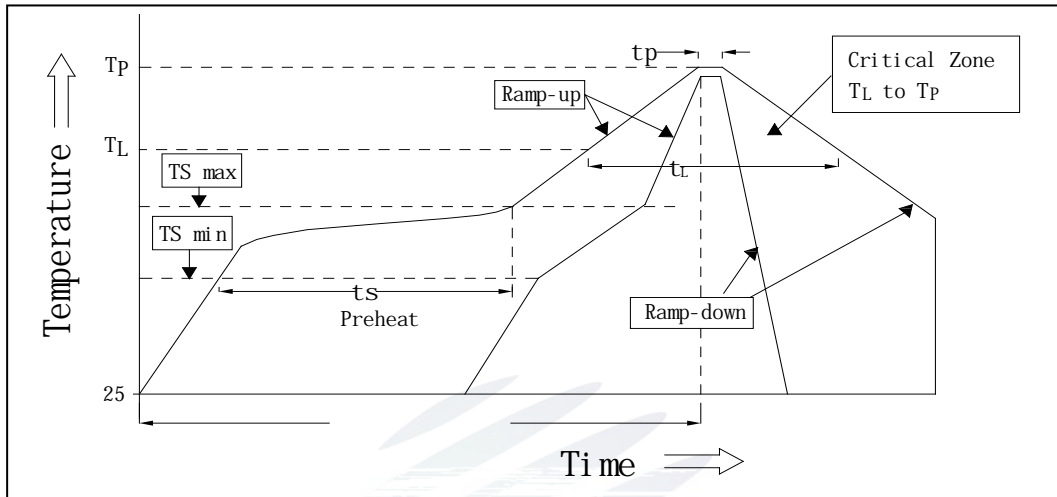 tp
TP
Critical Zone
TL to TP
Ramp-up
TL
TS max
tL
TS min
ts
Preheat
Ramp-down
25
Temperature
Time